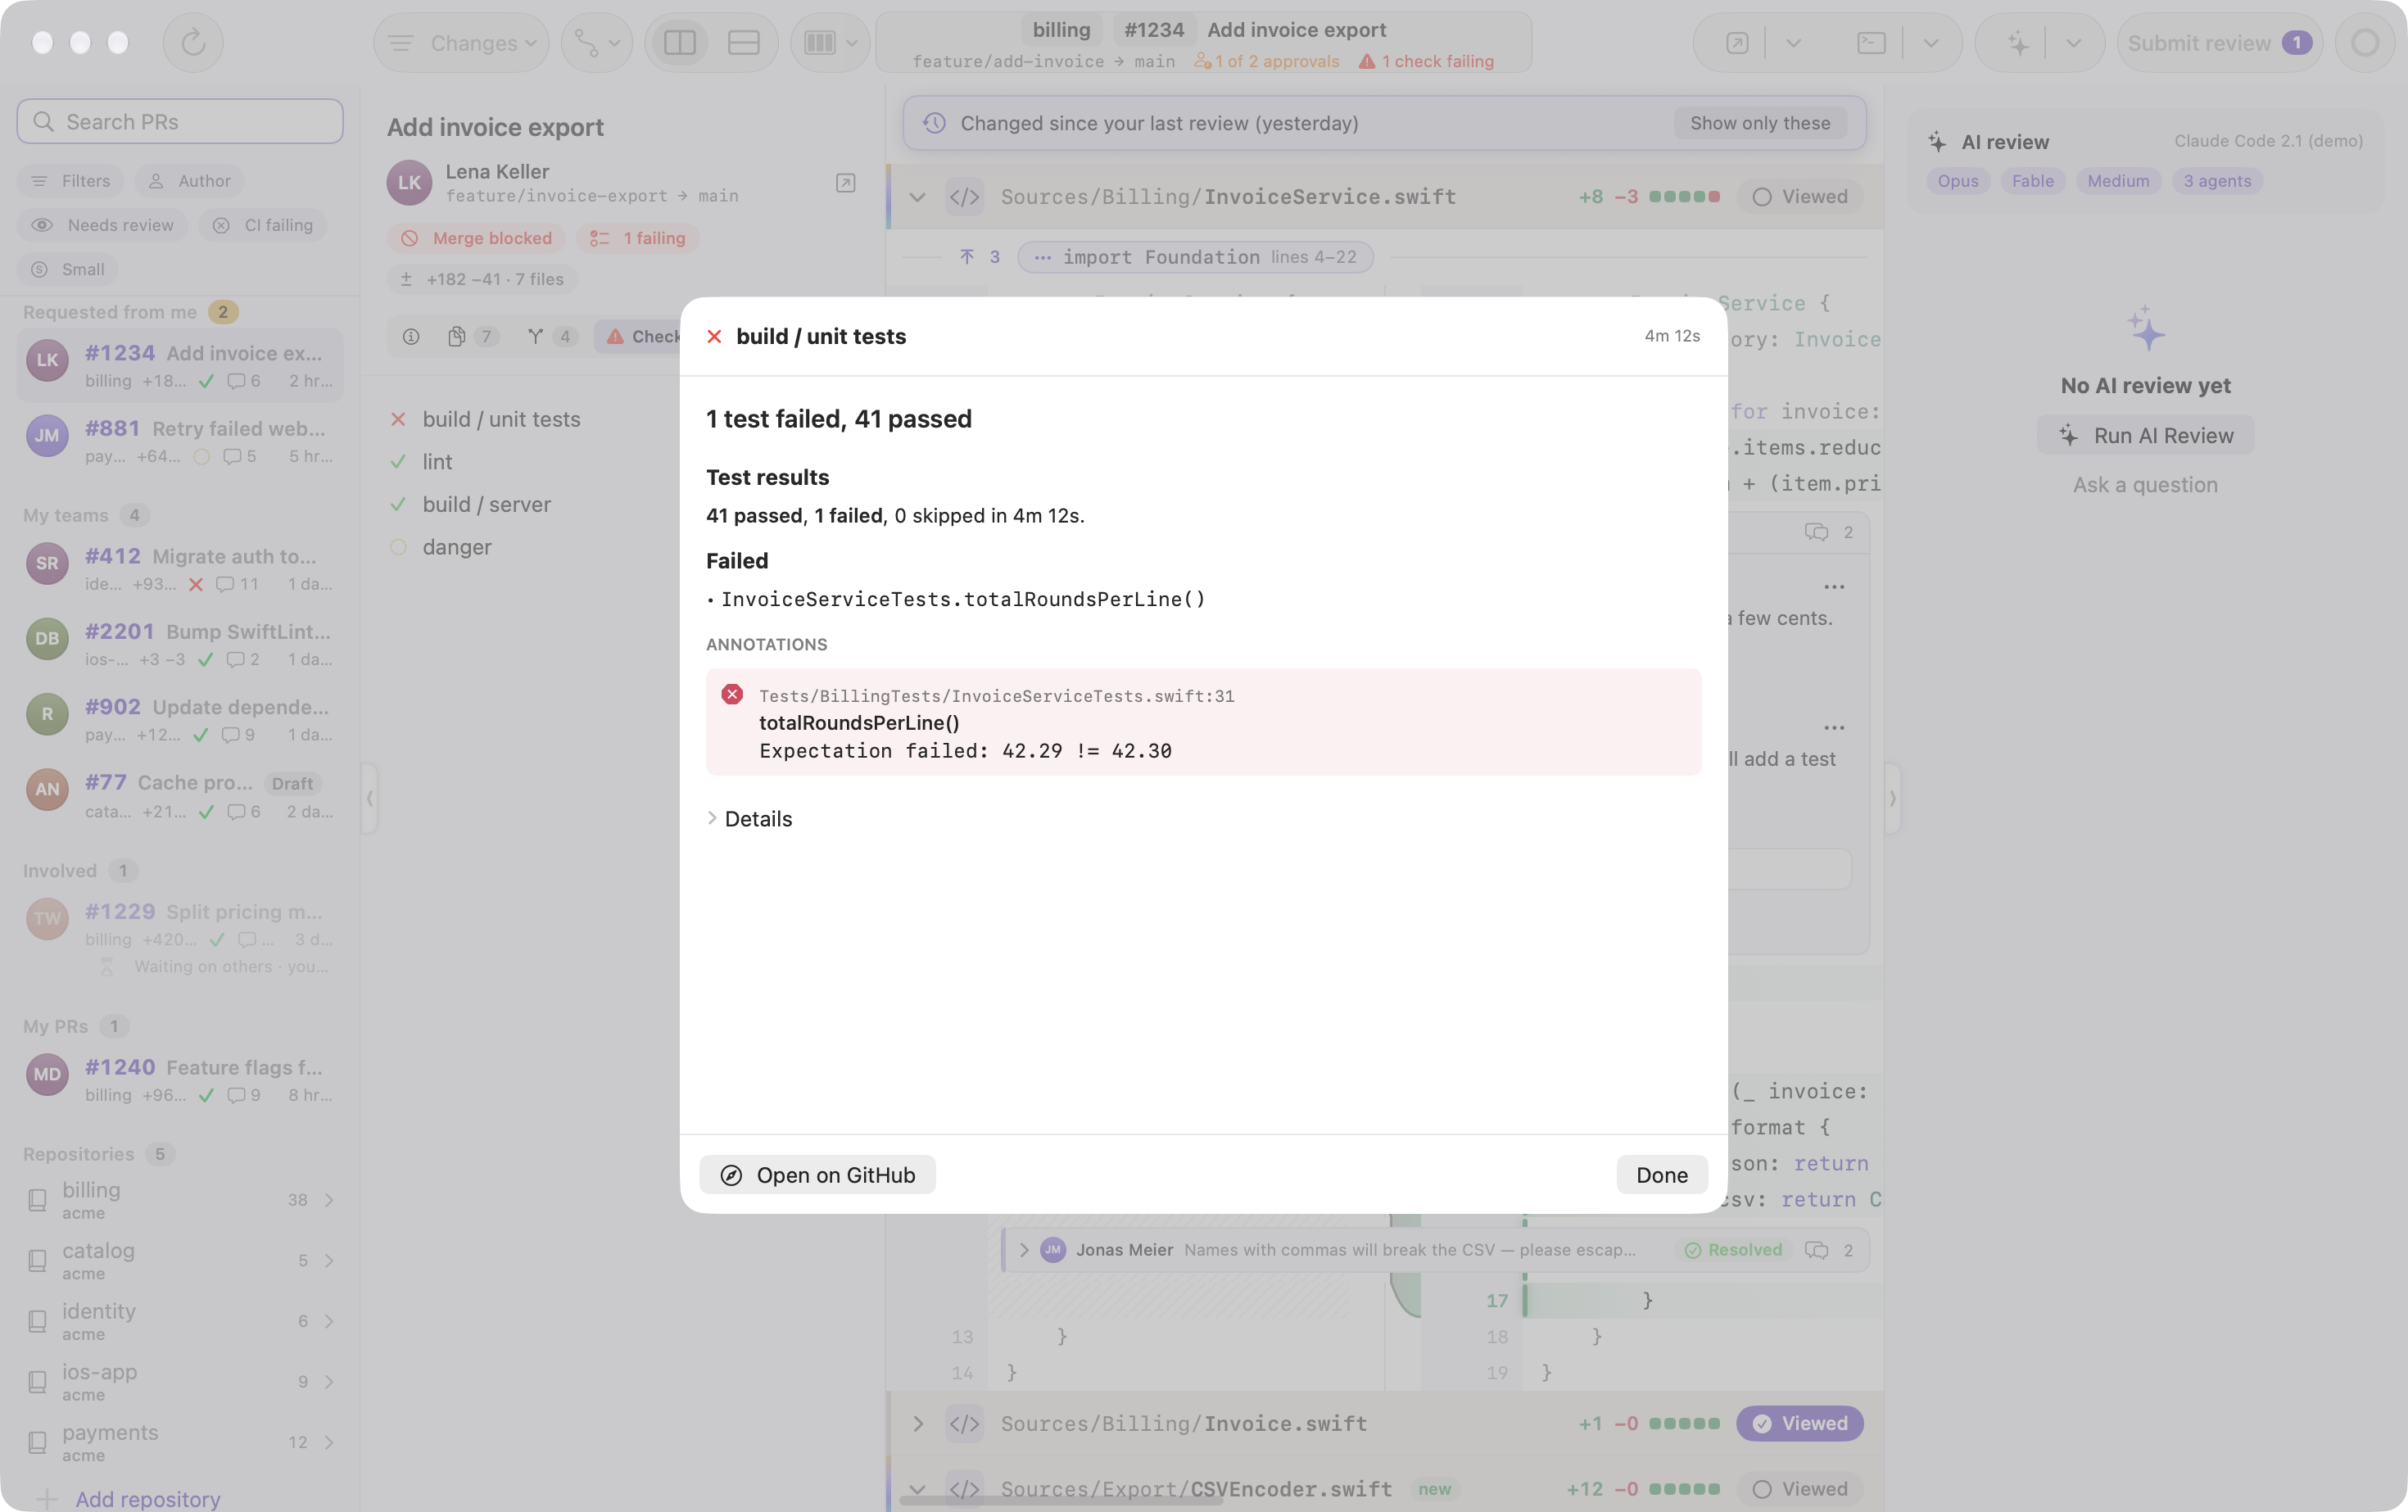 Changes
billing #1234 Add invoice export
feature/add-invoice → main 1 of 2 approvals 1 check failing
Submit review 1
Search PRs
Filters
Author
Needs review
CI failing
Small
Requested from me 2
LK #1234 Add invoice ex...
billing +18... 6 2 hr...
JM #881 Retry failed web...
pay... +64... 5 5 hr...
My teams 4
SR #412 Migrate auth to...
ide... +93... 11 1 da...
DB #2201 Bump SwiftLint...
ios-... +3 −3 2 1 da...
R #902 Update depende...
pay... +12... 9 1 da...
AN #77 Cache pro... Draft
cata... +21... 6 2 da...
Involved 1
TW #1229 Split pricing m...
billing +420... ... 3 d...
Waiting on others · you...
My PRs 1
MD #1240 Feature flags f...
billing +96... 9 8 hr...
Repositories 5
billing
acme
38
catalog
acme
5
identity
acme
6
ios-app
acme
9
payments
acme
12
Add repository
Add invoice export
LK Lena Keller
feature/invoice-export → main
Merge blocked
1 failing
+182 −41 · 7 files
7
4
Check
build / unit tests
lint
build / server
danger
Changed since your last review (yesterday) Show only these
Sources/Billing/InvoiceService.swift +8 −3 Viewed
3 ... import Foundation lines 4–22
Service {
ory: Invoice
for invoice:
.items.reduc
+ (item.pri
2
a few cents.
ll add a test
(_ invoice:
format {
son: return
csv: return C
JM Jonas Meier Names with commas will break the CSV — please escap... Resolved 2
17 }
13 } 18 }
14 } 19 }
Sources/Billing/Invoice.swift +1 −0 Viewed
Sources/Export/CSVEncoder.swift new +12 −0 Viewed
build / unit tests 4m 12s
1 test failed, 41 passed
Test results
41 passed, 1 failed, 0 skipped in 4m 12s.
Failed
• InvoiceServiceTests.totalRoundsPerLine()
ANNOTATIONS
Tests/BillingTests/InvoiceServiceTests.swift:31
totalRoundsPerLine()
Expectation failed: 42.29 != 42.30
Details
Open on GitHub
Done
AI review Claude Code 2.1 (demo)
Opus Fable Medium 3 agents
No AI review yet
Run AI Review
Ask a question